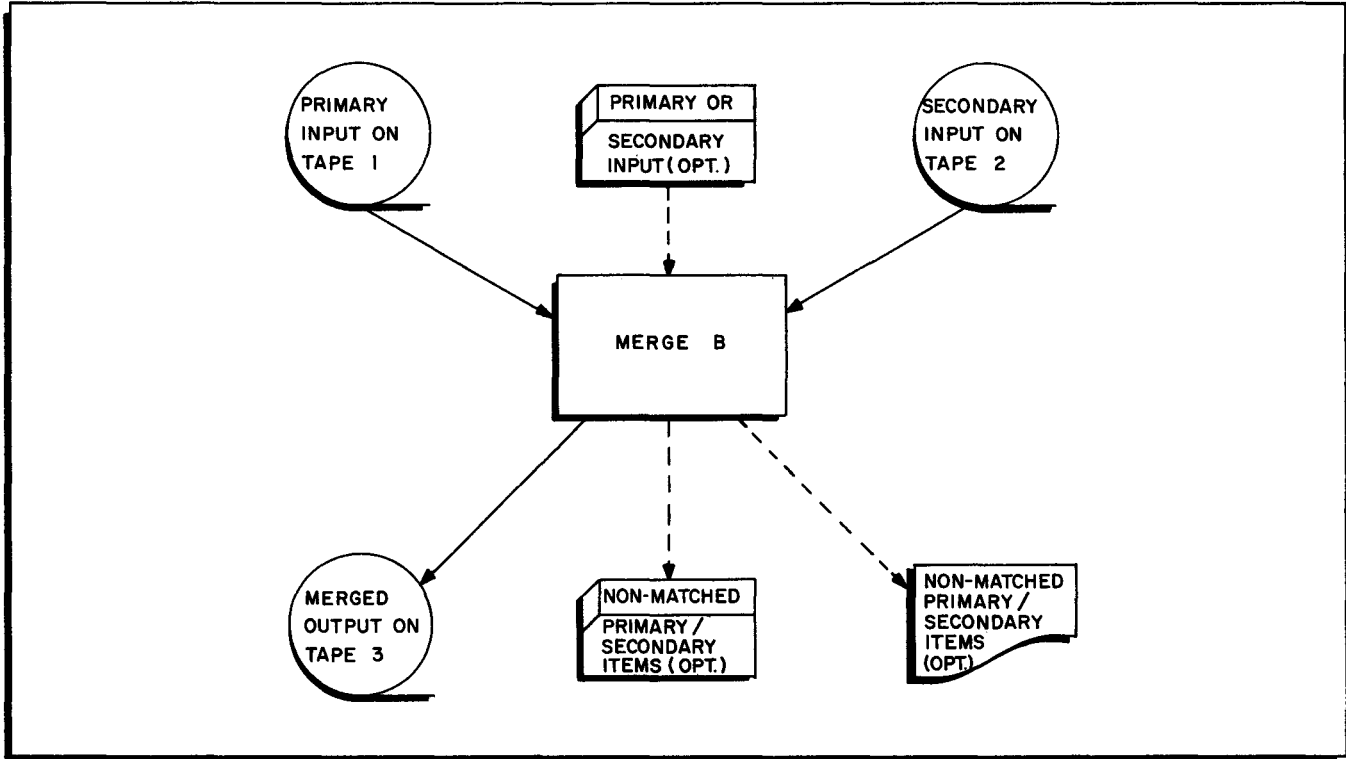 PRIMARY
INPUT ON
TAPE 1
PRIMARY OR
SECONDARY
INPUT (OPT.)
SECONDARY
INPUT ON
TAPE 2
MERGE B
MERGED
OUTPUT ON
TAPE 3
NON-MATCHED
PRIMARY /
SECONDARY
ITEMS (OPT.)
NON-MATCHED
PRIMARY /
SECONDARY
ITEMS
(OPT.)